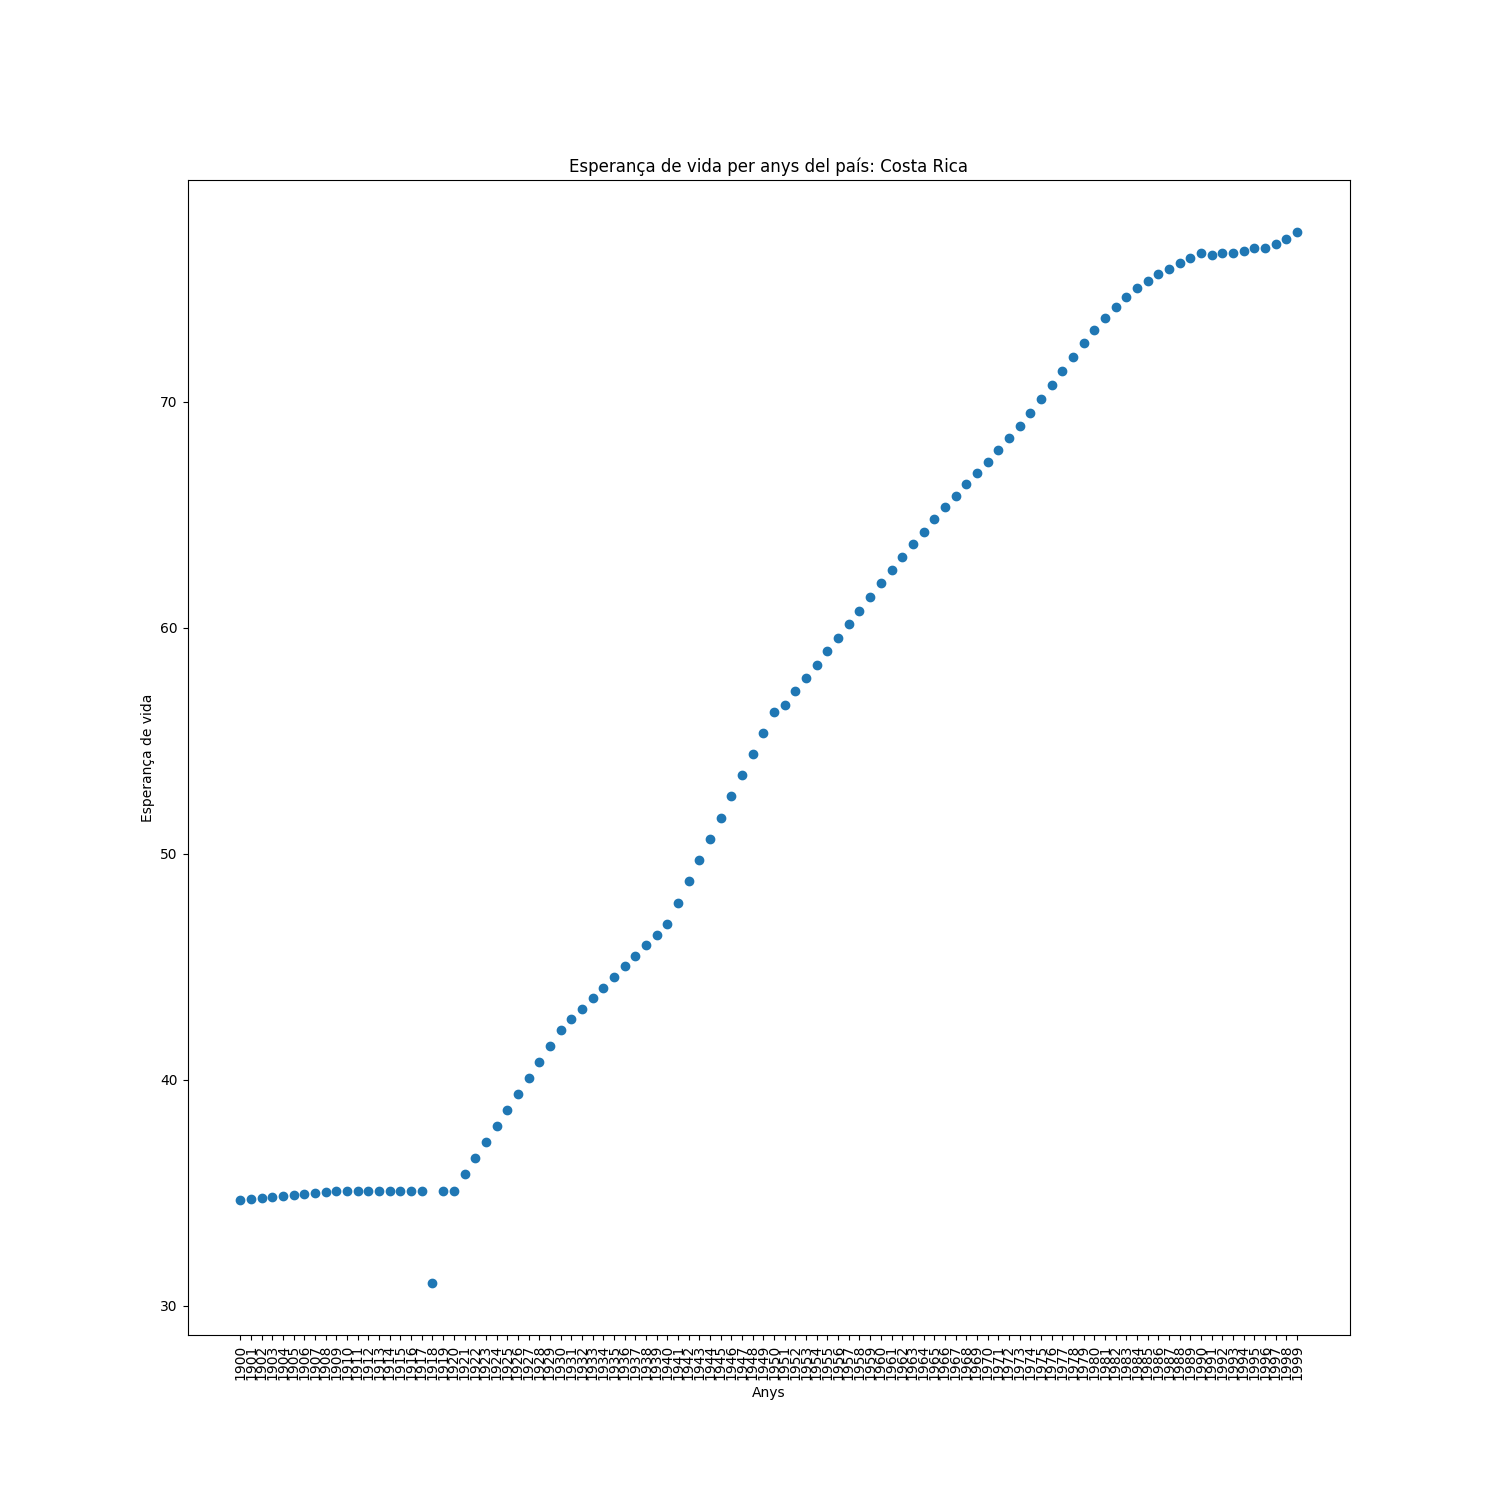 Esperança de vida per anys del país: Costa Rica
Esperança de vida
70
60
50
40
30
1900 1901 1902 1903 1904 1905 1906 1907 1908 1909 1910 1911 1912 1913 1914 1915 1916 1917 1918 1919 1920 1921 1922 1923 1924 1925 1926 1927 1928 1929 1930 1931 1932 1933 1934 1935 1936 1937 1938 1939 1940 1941 1942 1943 1944 1945 1946 1947 1948 1949 1950 1951 1952 1953 1954 1955 1956 1957 1958 1959 1960 1961 1962 1963 1964 1965 1966 1967 1968 1969 1970 1971 1972 1973 1974 1975 1976 1977 1978 1979 1980 1981 1982 1983 1984 1985 1986 1987 1988 1989 1990 1991 1992 1993 1994 1995 1996 1997 1998 1999
Anys